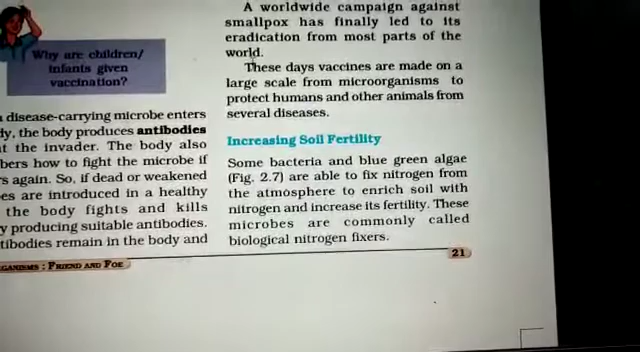 Why are children/
infants given
vaccination?
disease-carrying microbe enters
the body produces antibodies
the invader. The body also
how to fight the microbe if
again. So, if dead or weakened
are introduced in a healthy
the body fights and kills
producing suitable antibodies.
remain in the body and
A worldwide campaign against
smallpox has finally led to its
eradication from most parts of the
world.
These days vaccines are made on a
large scale from microorganisms to
protect humans and other animals from
several diseases.
Increasing Soil Fertility
Some bacteria and blue green algae
(Fig. 2.7) are able to fix nitrogen from
the atmosphere to enrich soil with
nitrogen and increase its fertility. These
microbes are commonly called
biological nitrogen fixers.
: FRIEND AND FOE
21